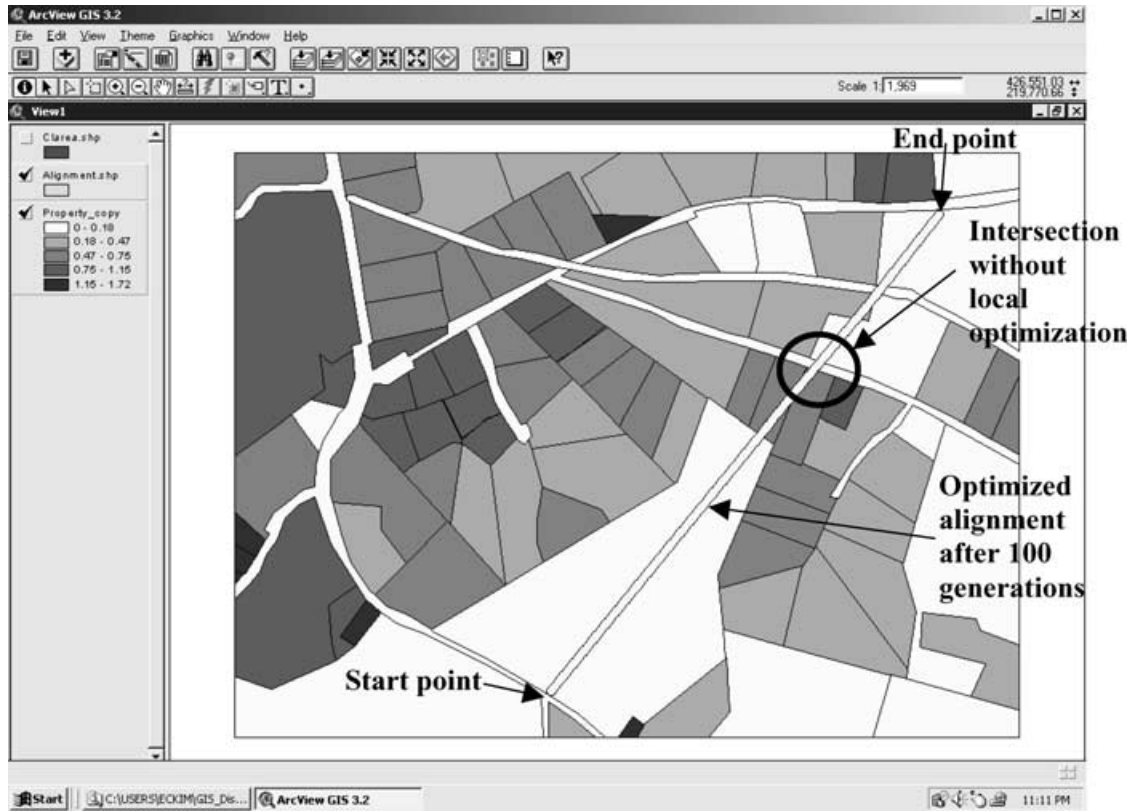 ArcView GIS 3.2
File Edit View Theme Graphics Window Help
Scale 1: 1,969
426,551.03
219,770.66
View1
Clarea.shp
Alignment.shp
Property_copy
0 - 0.18
0.18 - 0.47
0.47 - 0.75
0.75 - 1.15
1.15 - 1.72
End point
Intersection
without
local
optimization
Optimized
alignment
after 100
generations
Start point
Start
C:\USERS\ECKIM\GIS_Dis...
ArcView GIS 3.2
11:11 PM